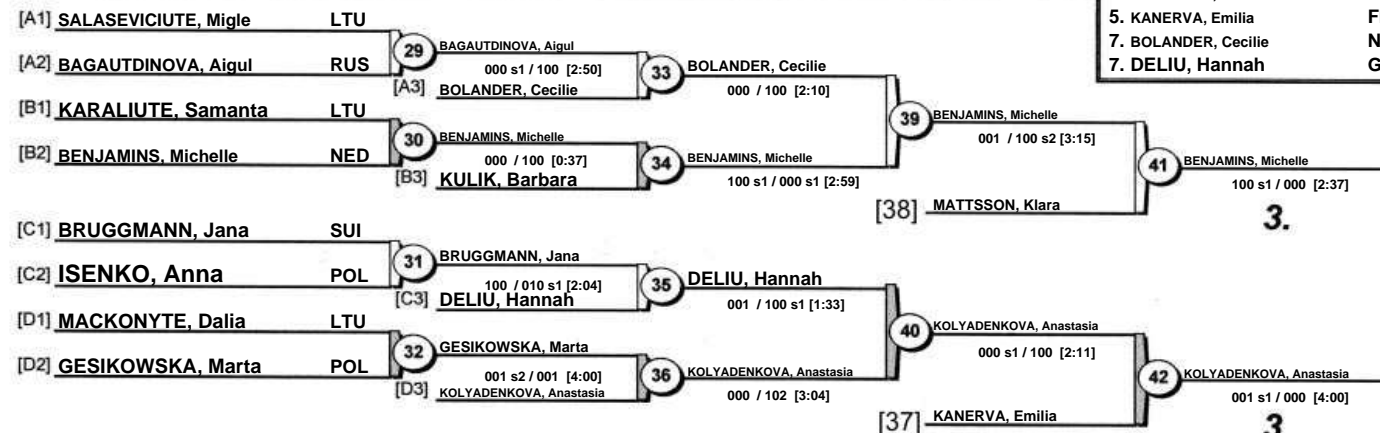 5. KANERVA, Emilia F
7. BOLANDER, Cecilie N
7. DELIU, Hannah G
[A1] SALASEVICIUTE, Migle LTU
29
BAGAUTDINOVA, Aigul
[A2] BAGAUTDINOVA, Aigul RUS
000 s1 / 100 [2:50]
[A3] BOLANDER, Cecilie
33
BOLANDER, Cecilie
000 / 100 [2:10]
[B1] KARALIUTE, Samanta LTU
30
BENJAMINS, Michelle
[B2] BENJAMINS, Michelle NED
000 / 100 [0:37]
[B3] KULIK, Barbara
34
BENJAMINS, Michelle
100 s1 / 000 s1 [2:59]
39
BENJAMINS, Michelle
001 / 100 s2 [3:15]
[38] MATTSSON, Klara
41
BENJAMINS, Michelle
100 s1 / 000 [2:37]
3.
[C1] BRUGGMANN, Jana SUI
31
BRUGGMANN, Jana
[C2] ISENKO, Anna POL
100 / 010 s1 [2:04]
[C3] DELIU, Hannah
35
DELIU, Hannah
001 / 100 s1 [1:33]
[D1] MACKONYTE, Dalia LTU
32
GESIKOWSKA, Marta
[D2] GESIKOWSKA, Marta POL
001 s2 / 001 [4:00]
[D3] KOLYADENKOVA, Anastasia
36
KOLYADENKOVA, Anastasia
000 / 102 [3:04]
40
KOLYADENKOVA, Anastasia
000 s1 / 100 [2:11]
[37] KANERVA, Emilia
42
KOLYADENKOVA, Anastasia
001 s1 / 000 [4:00]
3